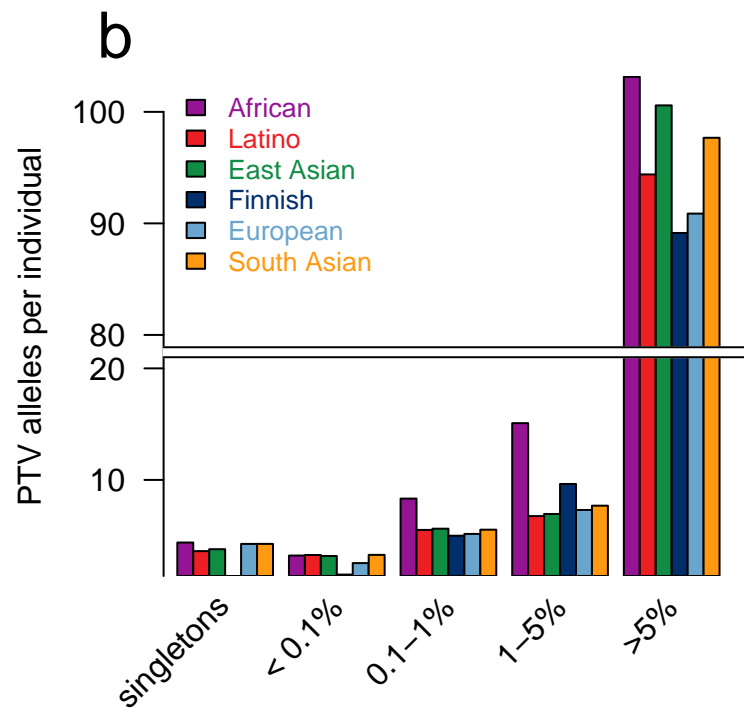 b
African
Latino
East Asian
Finnish
European
South Asian
PTV alleles per individual
100
90
80
20
10
singletons
< 0.1%
0.1–1%
1–5%
>5%